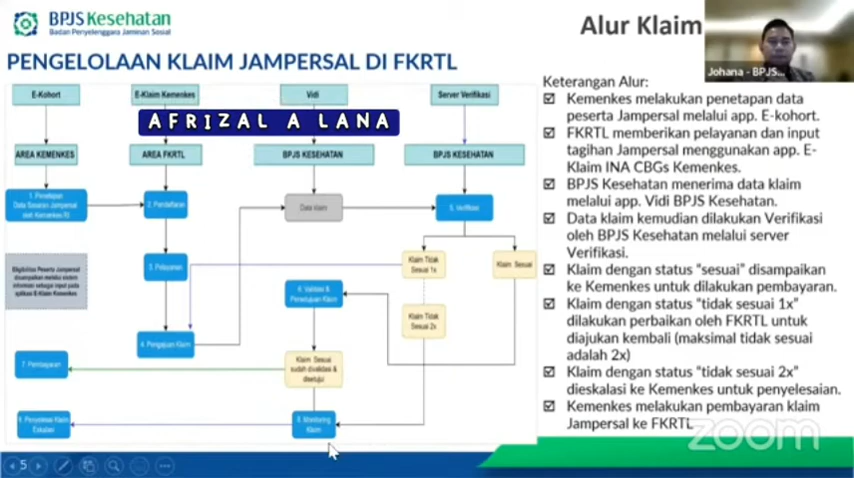 BPJS Kesehatan
Badan Penyelenggara Jaminan Sosial
Alur Klaim
Johana - BPJS...
PENGELOLAAN KLAIM JAMPERSAL DI FKRTL
E-Kohort
E-Klaim Kemenkes
Vidi
Server Verifikasi
AFRIZAL A LANA
AREA KEMENKES
AREA FKRTL
BPJS KESEHATAN
BPJS KESEHATAN
1. Penetapan
Data Sasaran Jampersal
oleh Kemenkes RI
2. Pendaftaran
Data klaim
5. Verifikasi
Eligibilitas Peserta Jampersal
disampaikan melalui sistem
informasi sebagai input pada
aplikasi E-Klaim Kemenkes
3. Pelayanan
Klaim Tidak
Sesuai 1x
Klaim Sesuai
6. Validasi &
Persetujuan Klaim
Klaim Tidak
Sesuai 2x
4. Pengajuan Klaim
7. Pembayaran
Klaim Sesuai
sudah divalidasi &
disetujui
Klaim
Eskalasi
Monitoring
Klaim
Keterangan Alur:
Kemenkes melakukan penetapan data
peserta Jampersal melalui app. E-kohort.
FKRTL memberikan pelayanan dan input
tagihan Jampersal menggunakan app. E-
Klaim INA CBGs Kemenkes.
BPJS Kesehatan menerima data klaim
melalui app. Vidi BPJS Kesehatan.
Data klaim kemudian dilakukan Verifikasi
oleh BPJS Kesehatan melalui server
Verifikasi.
Klaim dengan status “sesuai” disampaikan
ke Kemenkes untuk dilakukan pembayaran.
Klaim dengan status “tidak sesuai 1x”
dilakukan perbaikan oleh FKRTL untuk
diajukan kembali (maksimal tidak sesuai
adalah 2x)
Klaim dengan status “tidak sesuai 2x”
dieskalasi ke Kemenkes untuk penyelesaian.
Kemenkes melakukan pembayaran klaim
Jampersal ke FKRTL
zoom
5